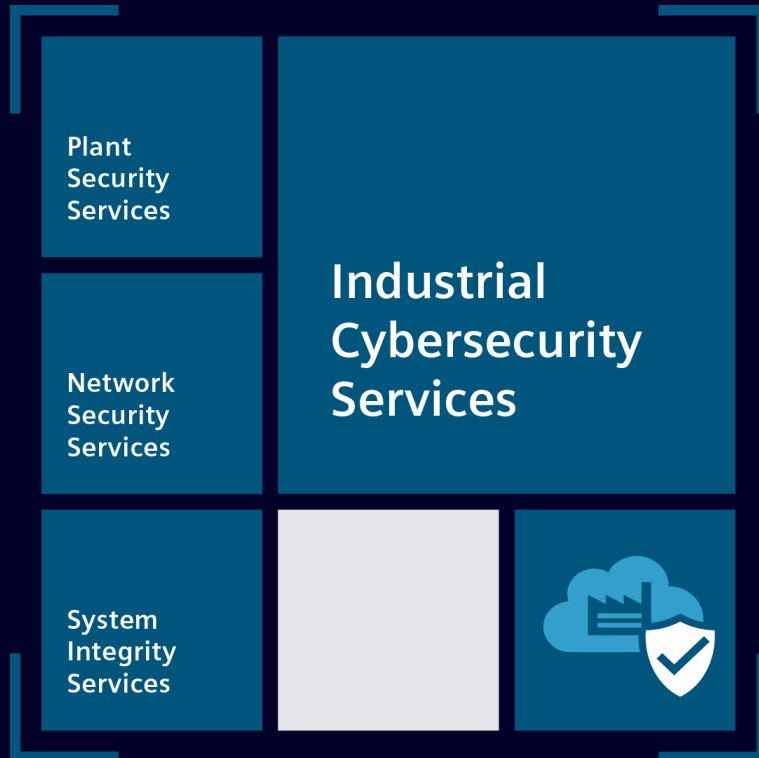 Plant
Security
Services
Industrial
Cybersecurity
Services
Network
Security
Services
System
Integrity
Services